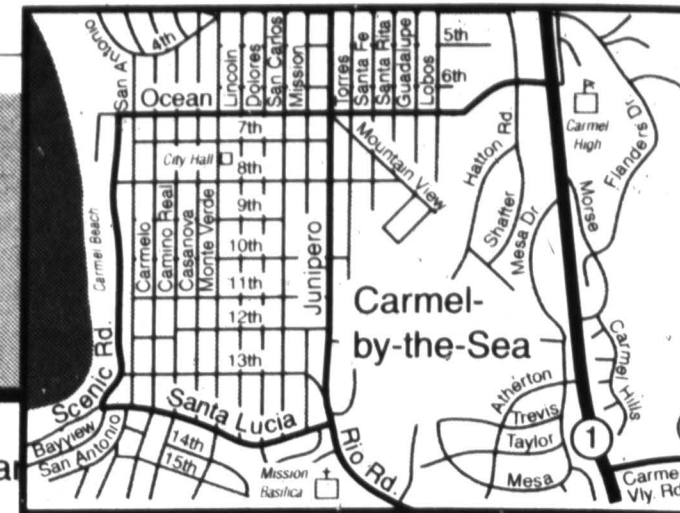 San Antonio
4th
Lincoln
Dolores
San Carlos
Mission
Torres
Santa Fe
Santa Rita
Guadalupe
Lobos
5th
6th
Ocean
7th
City Hall
8th
Mountain View
Hatton Rd.
Carmel
High
Flanders Dr
Carmel Beach
Carmelo
Camino Real
Casanova
Monte Verde
9th
10th
11th
12th
13th
Junipero
Shafter
Mesa Dr
Morse
Carmel-
by-the-Sea
Scenic Rd.
Santa Lucia
Bayview
San Antonio
14th
15th
Mission
Basilica
Rio Rd.
Atherton
Trevis
Taylor
Mesa
Carmel Hills
1
Carme
Vly. Rd
ar